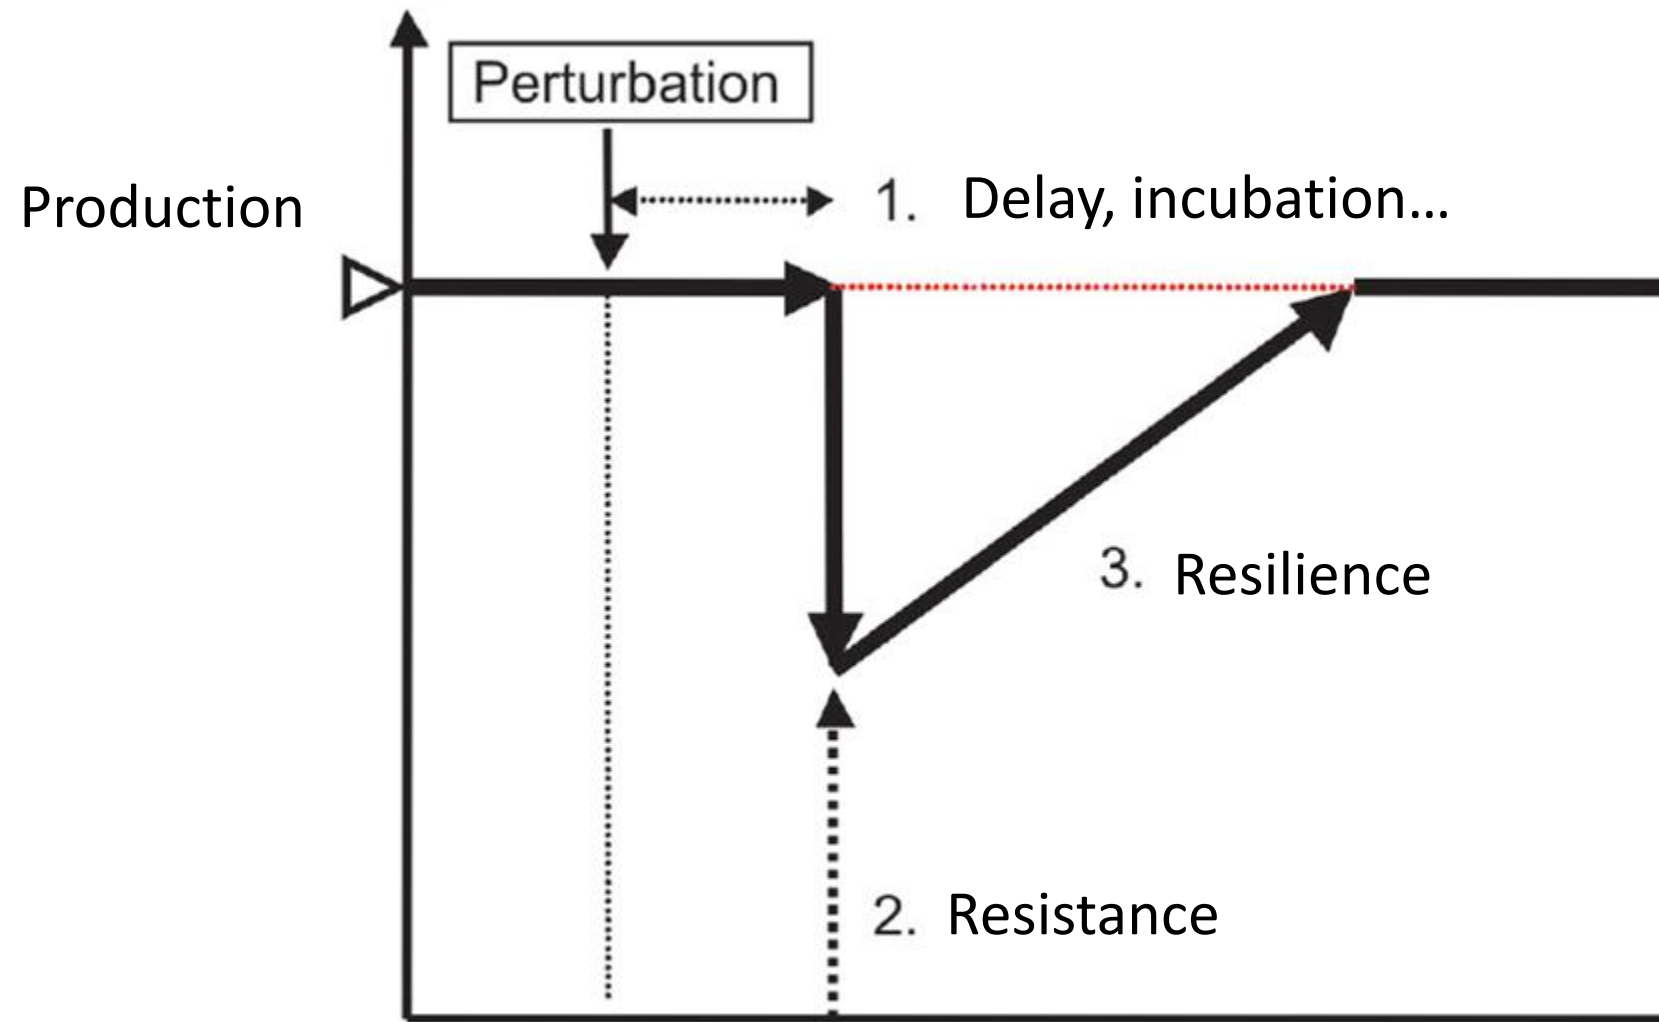 Perturbation
Production
1. Delay, incubation...
3. Resilience
2. Resistance